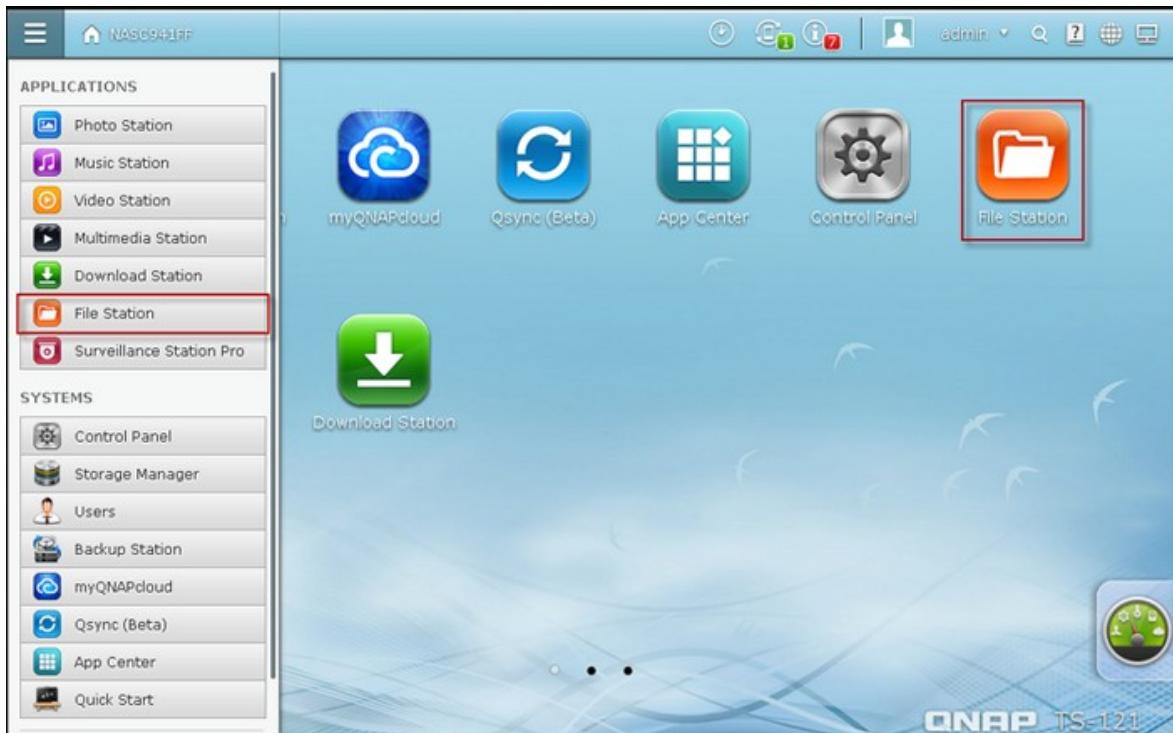 NASC941FF
1
7
admin
?
APPLICATIONS
Photo Station
Music Station
Video Station
Multimedia Station
Download Station
File Station
Surveillance Station Pro
SYSTEMS
Control Panel
Storage Manager
Users
Backup Station
myQNAPcloud
Qsync (Beta)
App Center
Quick Start
myQNAPcloud
Qsync (Beta)
App Center
Control Panel
File Station
Download Station
QNAP TS-121